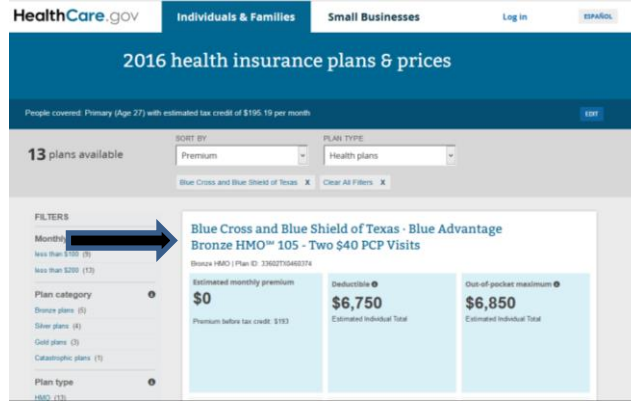 HealthCare.gov
Individuals & Families
Small Businesses
Log in
ESPAÑOL
2016 health insurance plans & prices
People covered: Primary (Age 27) with estimated tax credit of $195.19 per month
EDIT
13 plans available
SORT BY
Premium
PLAN TYPE
Health plans
Blue Cross and Blue Shield of Texas X
Clear All Filters X
FILTERS
Monthly
less than $100 (9)
less than $200 (13)
Plan category
Bronze plans (5)
Silver plans (4)
Gold plans (3)
Catastrophic plans (1)
Plan type
HMO (13)
Blue Cross and Blue Shield of Texas · Blue Advantage
Bronze HMO℠ 105 - Two $40 PCP Visits
Bronze HMO | Plan ID: 33602TX0460374
Estimated monthly premium
$0
Premium before tax credit: $193
Deductible
$6,750
Estimated Individual Total
Out-of-pocket maximum
$6,850
Estimated Individual Total